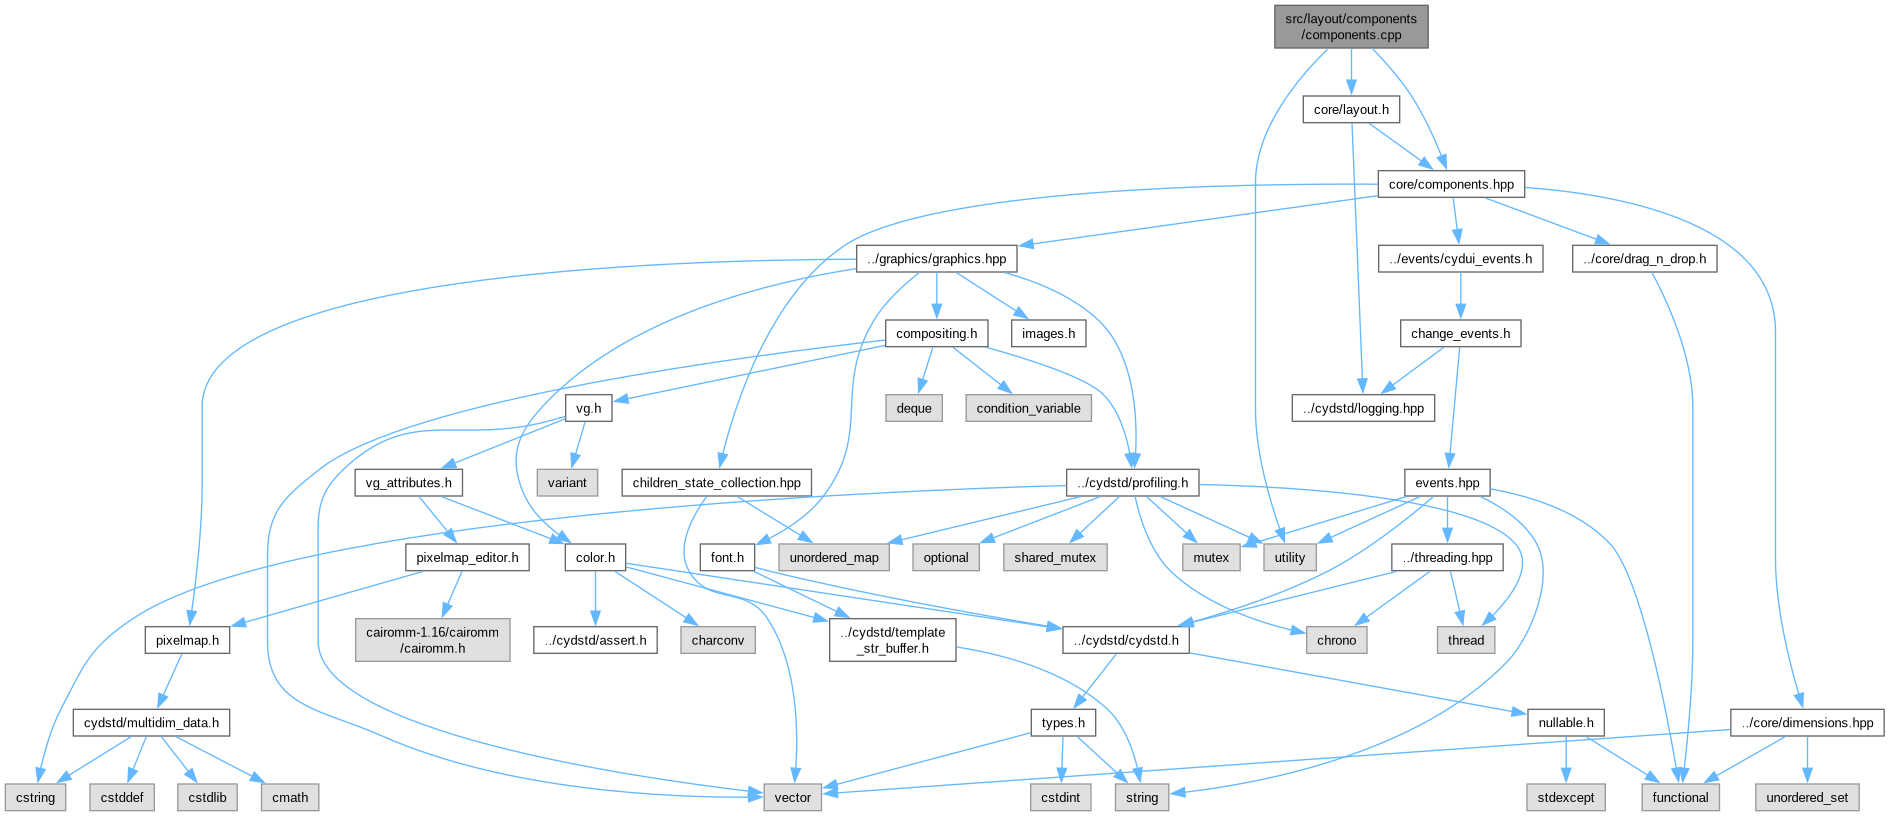 src/layout/components
/components.cpp
core/layout.h
core/components.hpp
../graphics/graphics.hpp
../events/cydui_events.h
../core/drag_n_drop.h
compositing.h
images.h
change_events.h
vg.h
deque
condition_variable
../cydstd/logging.hpp
vg_attributes.h
variant
children_state_collection.hpp
../cydstd/profiling.h
events.hpp
pixelmap_editor.h
color.h
font.h
unordered_map
optional
shared_mutex
mutex
utility
../threading.hpp
pixelmap.h
cairomm-1.16/cairomm
/cairomm.h
../cydstd/assert.h
charconv
../cydstd/template
_str_buffer.h
../cydstd/cydstd.h
chrono
thread
cydstd/multidim_data.h
types.h
nullable.h
../core/dimensions.hpp
cstring
cstddef
cstdlib
cmath
vector
cstdint
string
stdexcept
functional
unordered_set